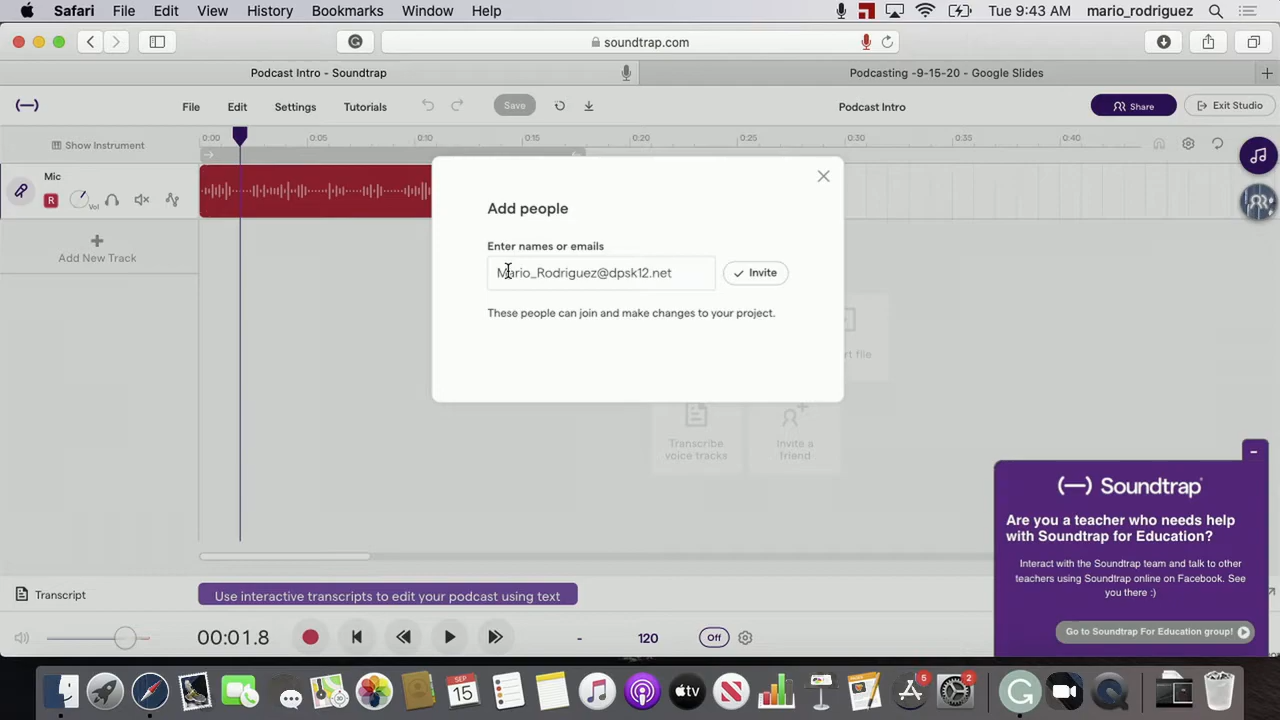 Safari File Edit View History Bookmarks Window Help Tue 9:43 AM mario_rodriguez
soundtrap.com
Podcast Intro - Soundtrap Podcasting -9-15-20 - Google Slides
File Edit Settings Tutorials Save Podcast Intro Share Exit Studio
Show Instrument 0:00 0:05 0:10 0:15 0:20 0:25 0:30 0:35 0:40
Mic
R Vol
Add New Track
Add people
Enter names or emails
Mario_Rodriguez@dpsk12.net Invite
These people can join and make changes to your project.
rt file
Transcribe
voice tracks
Invite a
friend
Soundtrap
Are you a teacher who needs help
with Soundtrap for Education?
Interact with the Soundtrap team and talk to other
teachers using Soundtrap online on Facebook. See
you there :)
Go to Soundtrap For Education group!
Transcript Use interactive transcripts to edit your podcast using text
00:01.8 - 120 Off
SEP
15
5
2